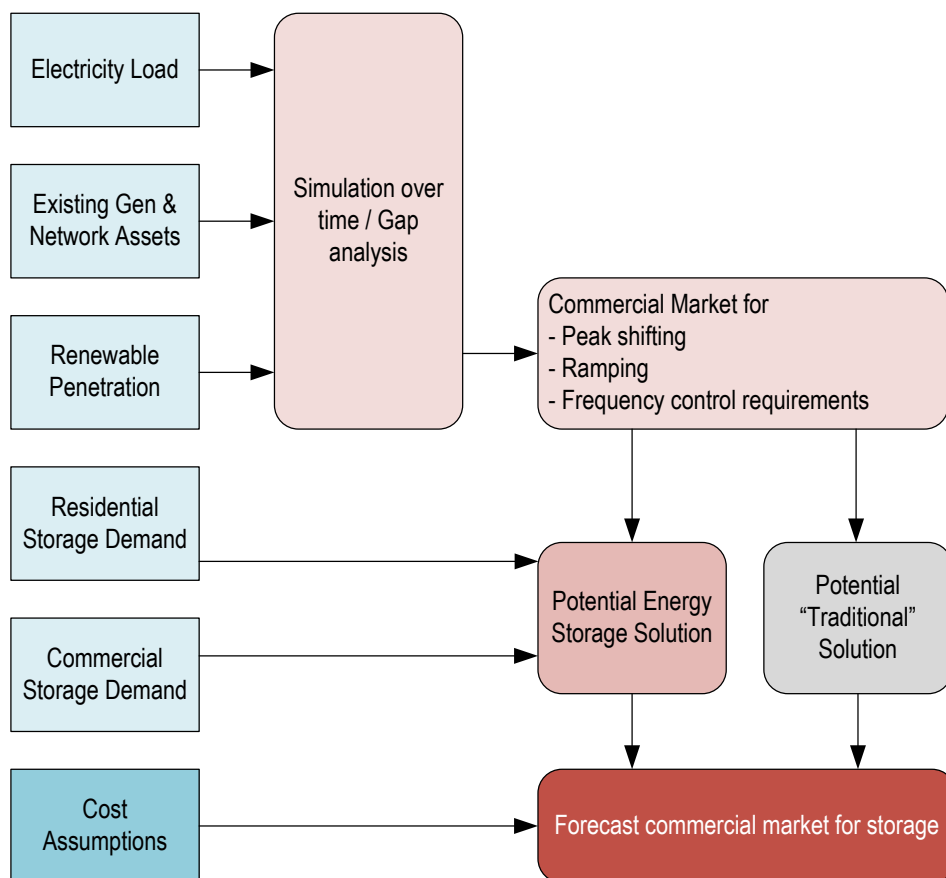 Electricity Load
Existing Gen &
Network Assets
Renewable
Penetration
Residential
Storage Demand
Commercial
Storage Demand
Cost
Assumptions
Simulation over
time / Gap
analysis
Commercial Market for
- Peak shifting
- Ramping
- Frequency control requirements
Potential Energy
Storage Solution
Potential
“Traditional”
Solution
Forecast commercial market for storage